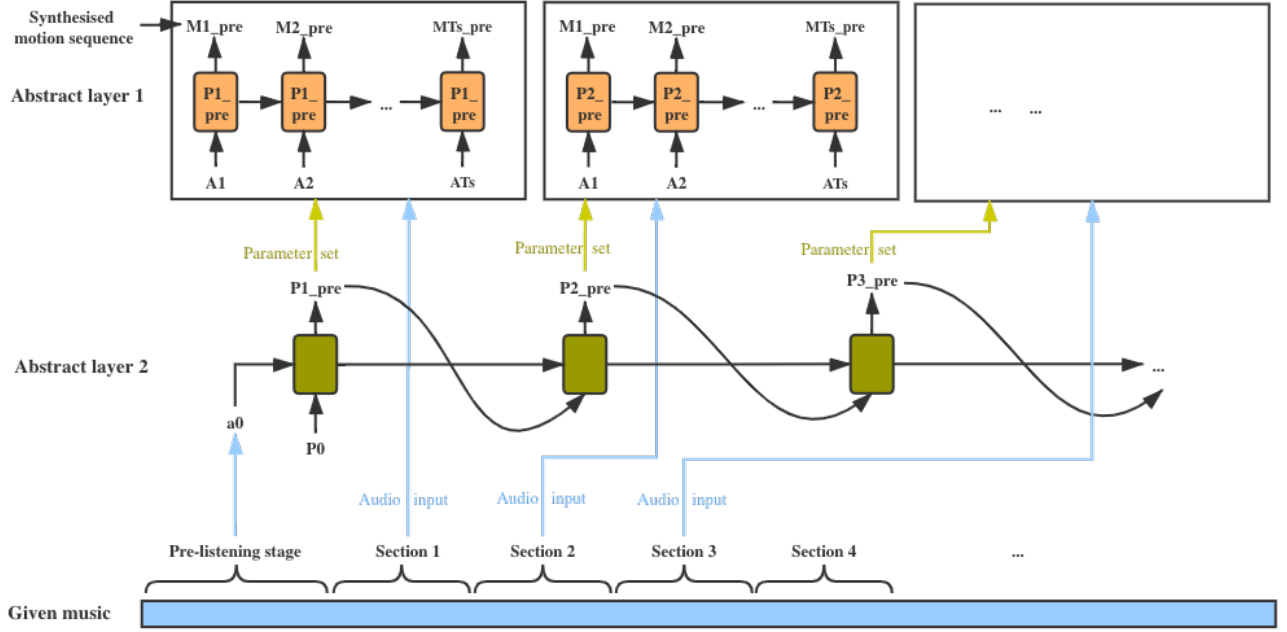 Synthesised
motion sequence
M1_pre M2_pre MTs_pre M1_pre M2_pre MTs_pre
Abstract layer 1
P1_
pre
P1_
pre
...
P1_
pre
P2_
pre
P2_
pre
...
P2_
pre
... ...
A1 A2 ATs A1 A2 ATs
Parameter set Parameter set Parameter set
P1_pre P2_pre P3_pre
Abstract layer 2
...
a0
P0
Audio input Audio input Audio input
Pre-listening stage Section 1 Section 2 Section 3 Section 4 ...
Given music